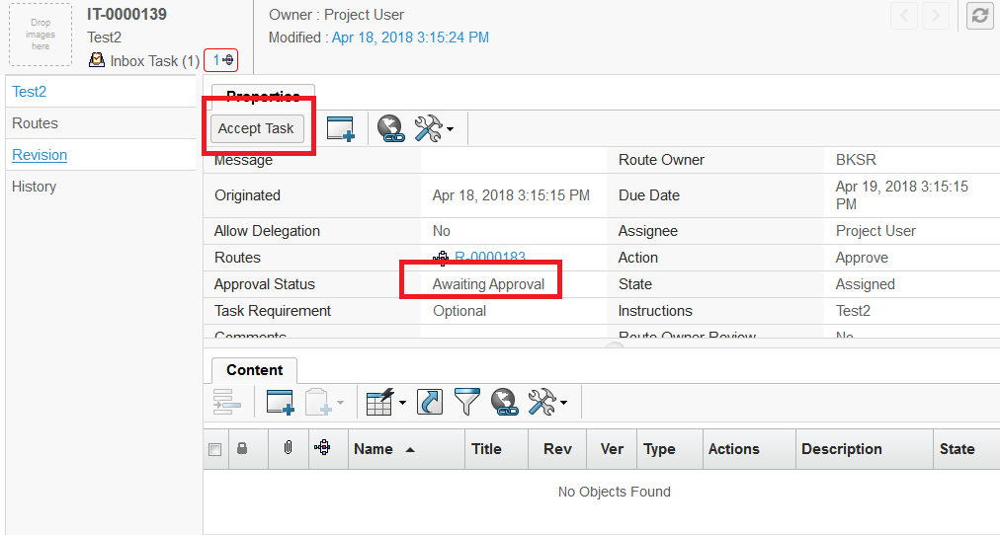 Drop
images
here
IT-0000139
Test2
Inbox Task (1) 1
Owner : Project User
Modified : Apr 18, 2018 3:15:24 PM
Test2
Routes
Revision
History
Properties
Accept Task
Message
Route Owner BKSR
Originated Apr 18, 2018 3:15:15 PM Due Date Apr 19, 2018 3:15:15
PM
Allow Delegation No Assignee Project User
Routes R-0000183 Action Approve
Approval Status Awaiting Approval State Assigned
Task Requirement Optional Instructions Test2
Comments Route Owner Review No
Content
Name Title Rev Ver Type Actions Description State
No Objects Found